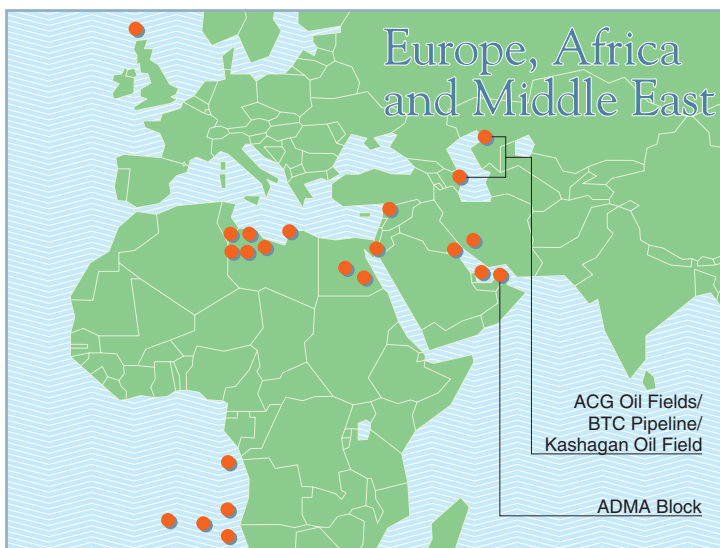 Europe, Africa
and Middle East
ACG Oil Fields/
BTC Pipeline/
Kashagan Oil Field
ADMA Block